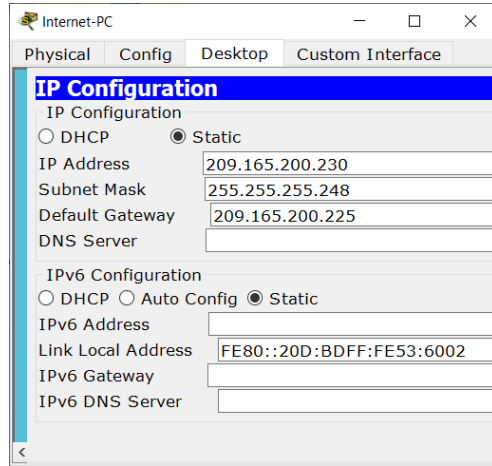 Internet-PC
Physical Config Desktop Custom Interface
IP Configuration
IP Configuration
DHCP Static
IP Address 209.165.200.230
Subnet Mask 255.255.255.248
Default Gateway 209.165.200.225
DNS Server
IPv6 Configuration
DHCP Auto Config Static
IPv6 Address
Link Local Address FE80::20D:BDFF:FE53:6002
IPv6 Gateway
IPv6 DNS Server